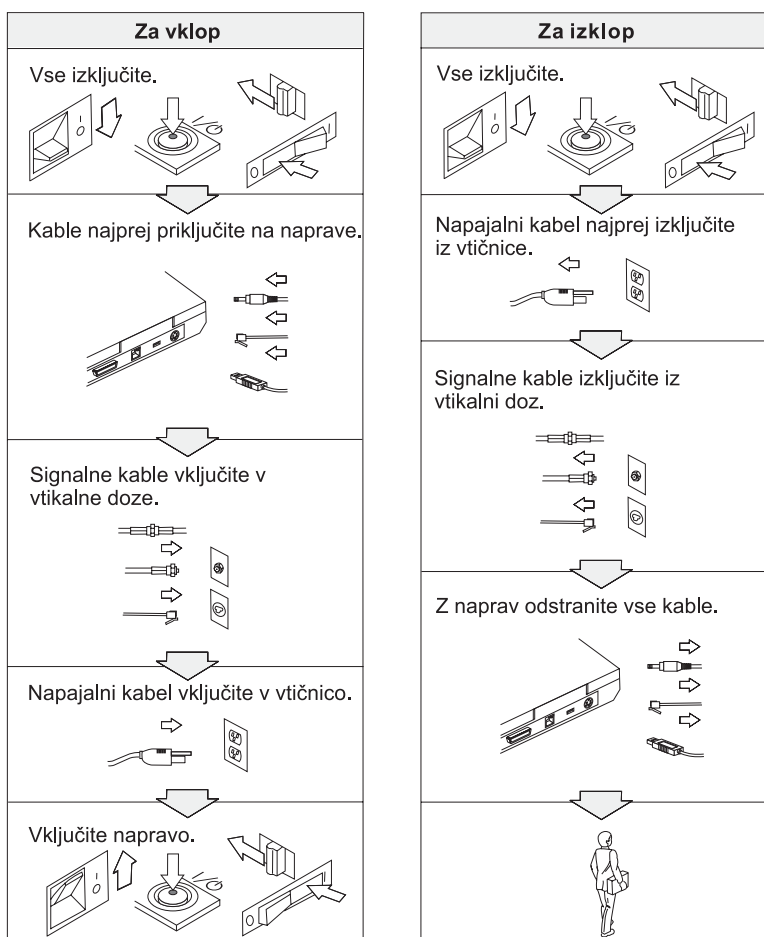 Za vklop
Vse izključite.
Kable najprej priključite na naprave.
Signalne kable vključite v
vtikalne doze.
Napajalni kabel vključite v vtičnico.
Vključite napravo.
Za izklop
Vse izključite.
Napajalni kabel najprej izključite
iz vtičnice.
Signalne kable izključite iz
vtikalni doz.
Z naprav odstranite vse kable.